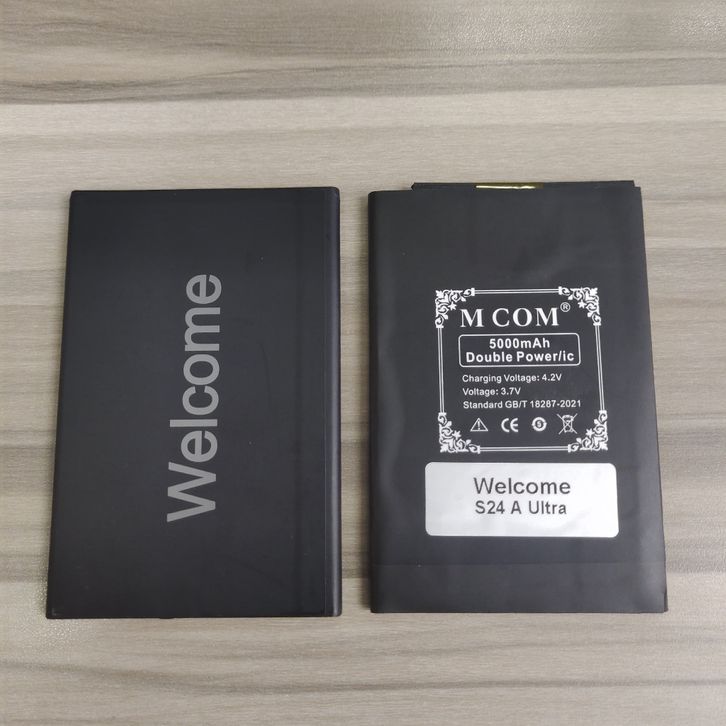 Welcome
M COM®
5000mAh
Double Power/ic
Charging Voltage: 4.2V
Voltage: 3.7V
Standard GB/T 18287-2021
CE
Welcome
S24 A Ultra